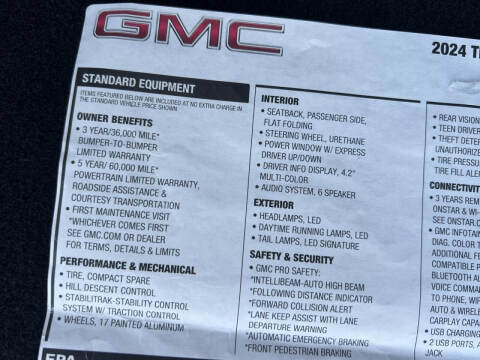 GMC
2024
STANDARD EQUIPMENT
ITEMS FEATURED BELOW ARE INCLUDED AT NO EXTRA CHARGE IN
THE STANDARD VEHICLE PRICE SHOWN
OWNER BENEFITS
• 3 YEAR/36,000 MILE*
BUMPER-TO-BUMPER
LIMITED WARRANTY
• 5 YEAR/ 60,000 MILE*
POWERTRAIN LIMITED WARRANTY,
ROADSIDE ASSISTANCE &
COURTESY TRANSPORTATION
• FIRST MAINTENANCE VISIT
*WHICHEVER COMES FIRST
SEE GMC.COM OR DEALER
FOR TERMS, DETAILS & LIMITS
PERFORMANCE & MECHANICAL
• TIRE, COMPACT SPARE
• HILL DESCENT CONTROL
• STABILITRAK-STABILITY CONTROL
SYSTEM W/ TRACTION CONTROL
• WHEELS, 17 PAINTED ALUMINUM
EPA
INTERIOR
• SEATBACK, PASSENGER SIDE,
FLAT FOLDING
• STEERING WHEEL, URETHANE
• POWER WINDOW W/ EXPRESS
DRIVER UP/DOWN
• DRIVER INFO DISPLAY, 4.2"
MULTI-COLOR
• AUDIO SYSTEM, 6 SPEAKER
EXTERIOR
• HEADLAMPS, LED
• DAYTIME RUNNING LAMPS, LED
• TAIL LAMPS, LED SIGNATURE
SAFETY & SECURITY
• GMC PRO SAFETY:
*INTELLIBEAM-AUTO HIGH BEAM
*FOLLOWING DISTANCE INDICATOR
*FORWARD COLLISION ALERT
*LANE KEEP ASSIST WITH LANE
DEPARTURE WARNING
*AUTOMATIC EMERGENCY BRAKING
*FRONT PEDESTRIAN BRAKING
• REAR VISION
• TEEN DRIVER
• THEFT DETER
UNAUTHORIZE
• TIRE PRESSU
TIRE FILL ALER
CONNECTIVIT
• 3 YEARS REM
ONSTAR & WI-
SEE ONSTAR.C
• GMC INFOTAI
DIAG. COLOR T
ADDITIONAL FE
COMPATIBLE P
BLUETOOTH A
VOICE COMMA
TO PHONE, WIR
AUTO & WIREL
CARPLAY CAPA
• USB CHARGING
• 2 USB PORTS, A
JACK